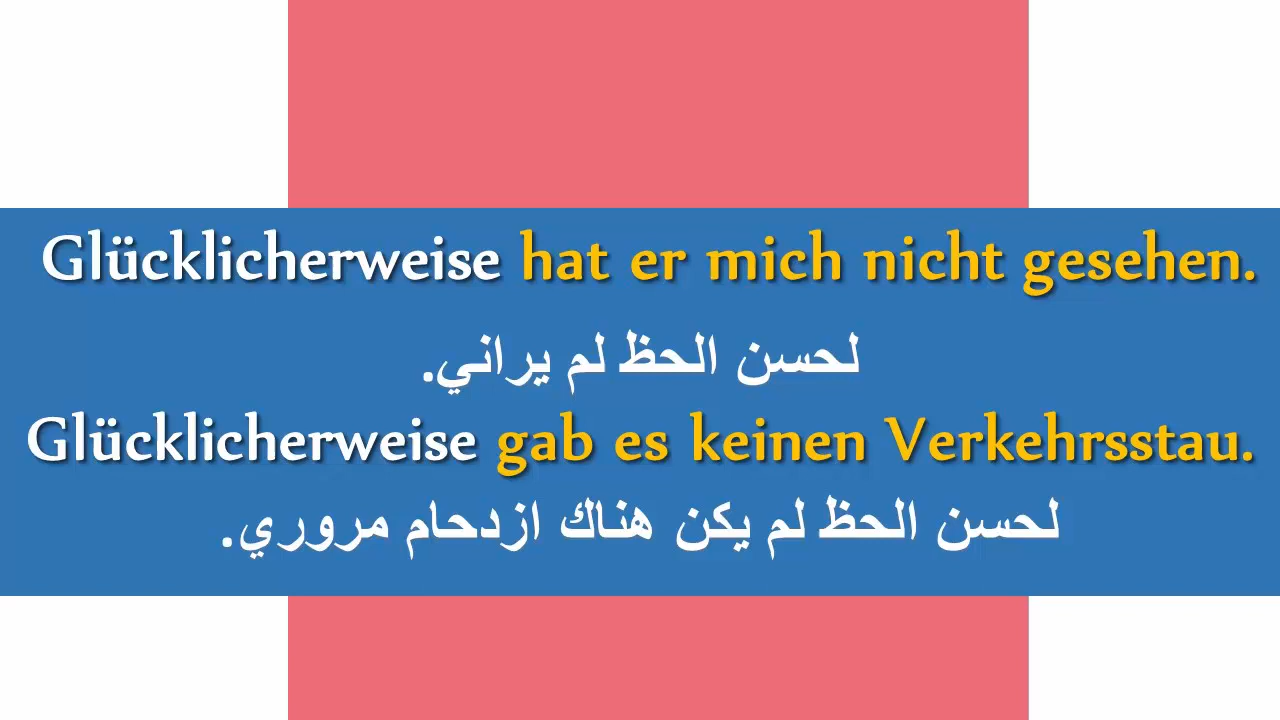 Glücklicherweise hat er mich nicht gesehen.
لحسن الحظ لم يراني.
Glücklicherweise gab es keinen Verkehrsstau.
لحسن الحظ لم يكن هناك ازدحام مروري.